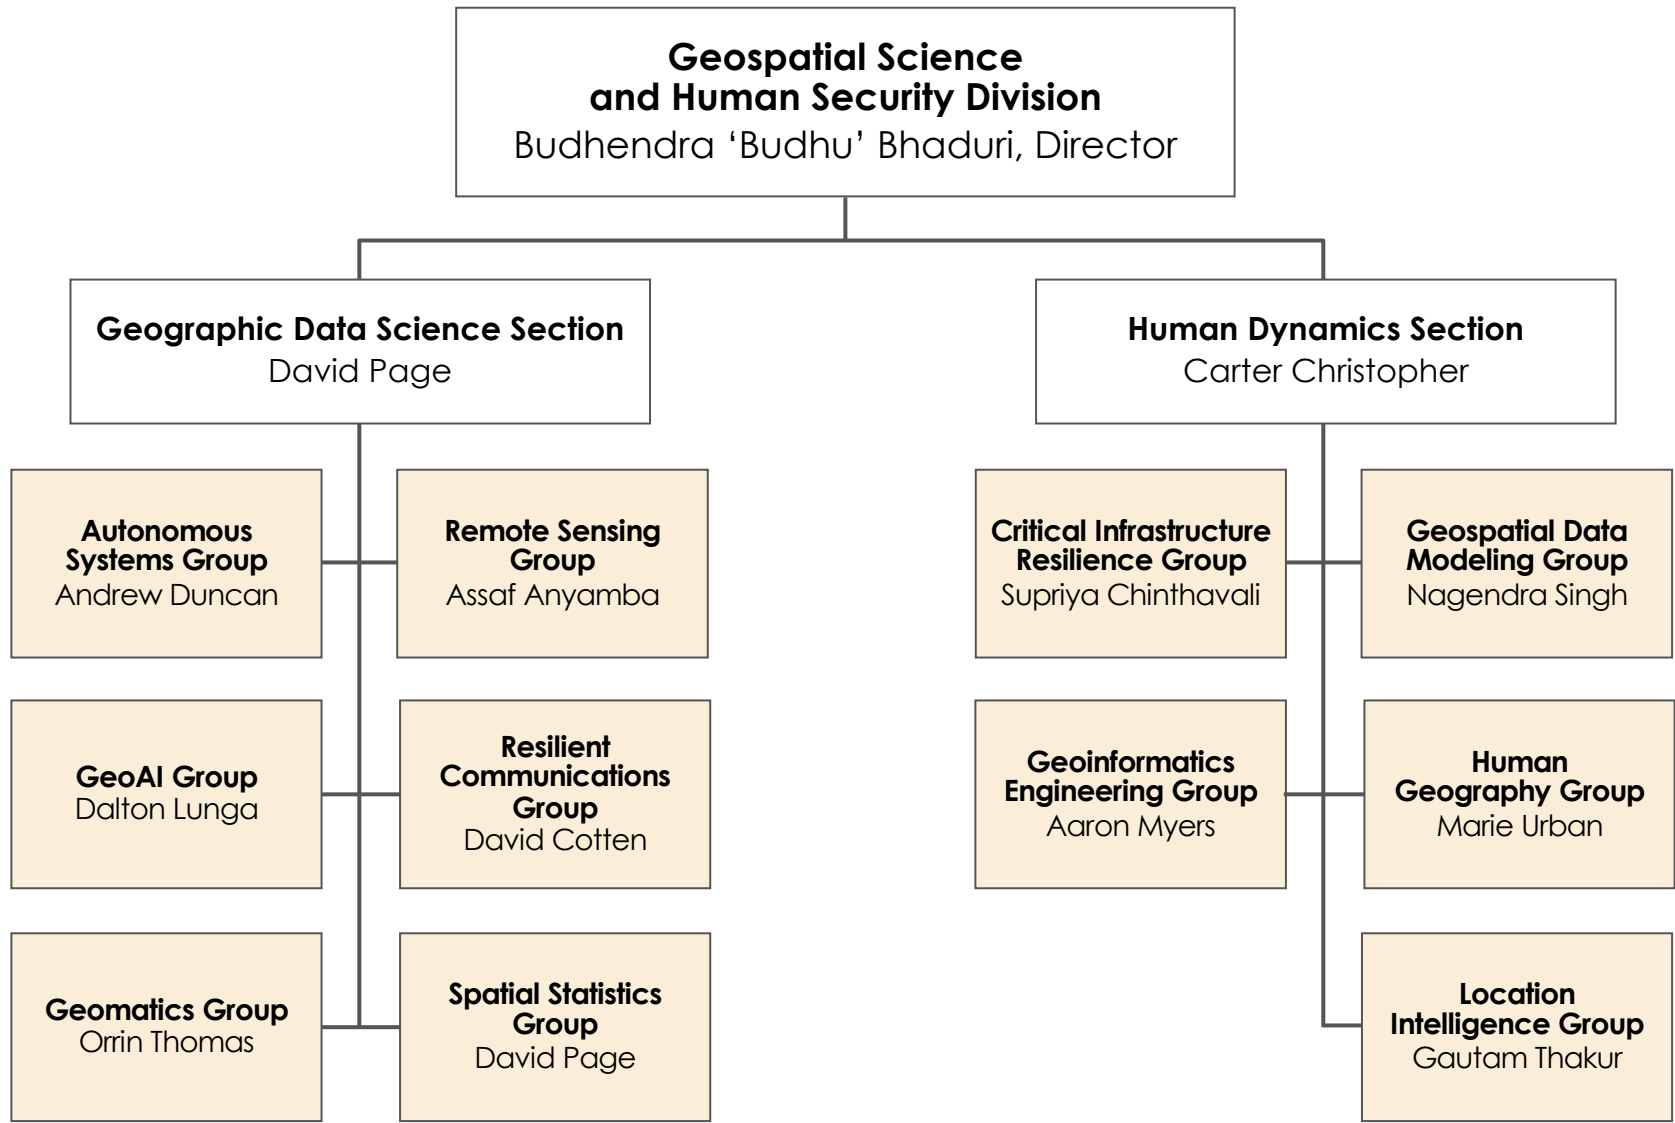 Geospatial Science
and Human Security Division
Budhendra ‘Budhu’ Bhaduri, Director
Geographic Data Science Section
David Page
Human Dynamics Section
Carter Christopher
Autonomous
Systems Group
Andrew Duncan
Remote Sensing
Group
Assaf Anyamba
GeoAI Group
Dalton Lunga
Resilient
Communications
Group
David Cotten
Geomatics Group
Orrin Thomas
Spatial Statistics
Group
David Page
Critical Infrastructure
Resilience Group
Supriya Chinthavali
Geospatial Data
Modeling Group
Nagendra Singh
Geoinformatics
Engineering Group
Aaron Myers
Human
Geography Group
Marie Urban
Location
Intelligence Group
Gautam Thakur